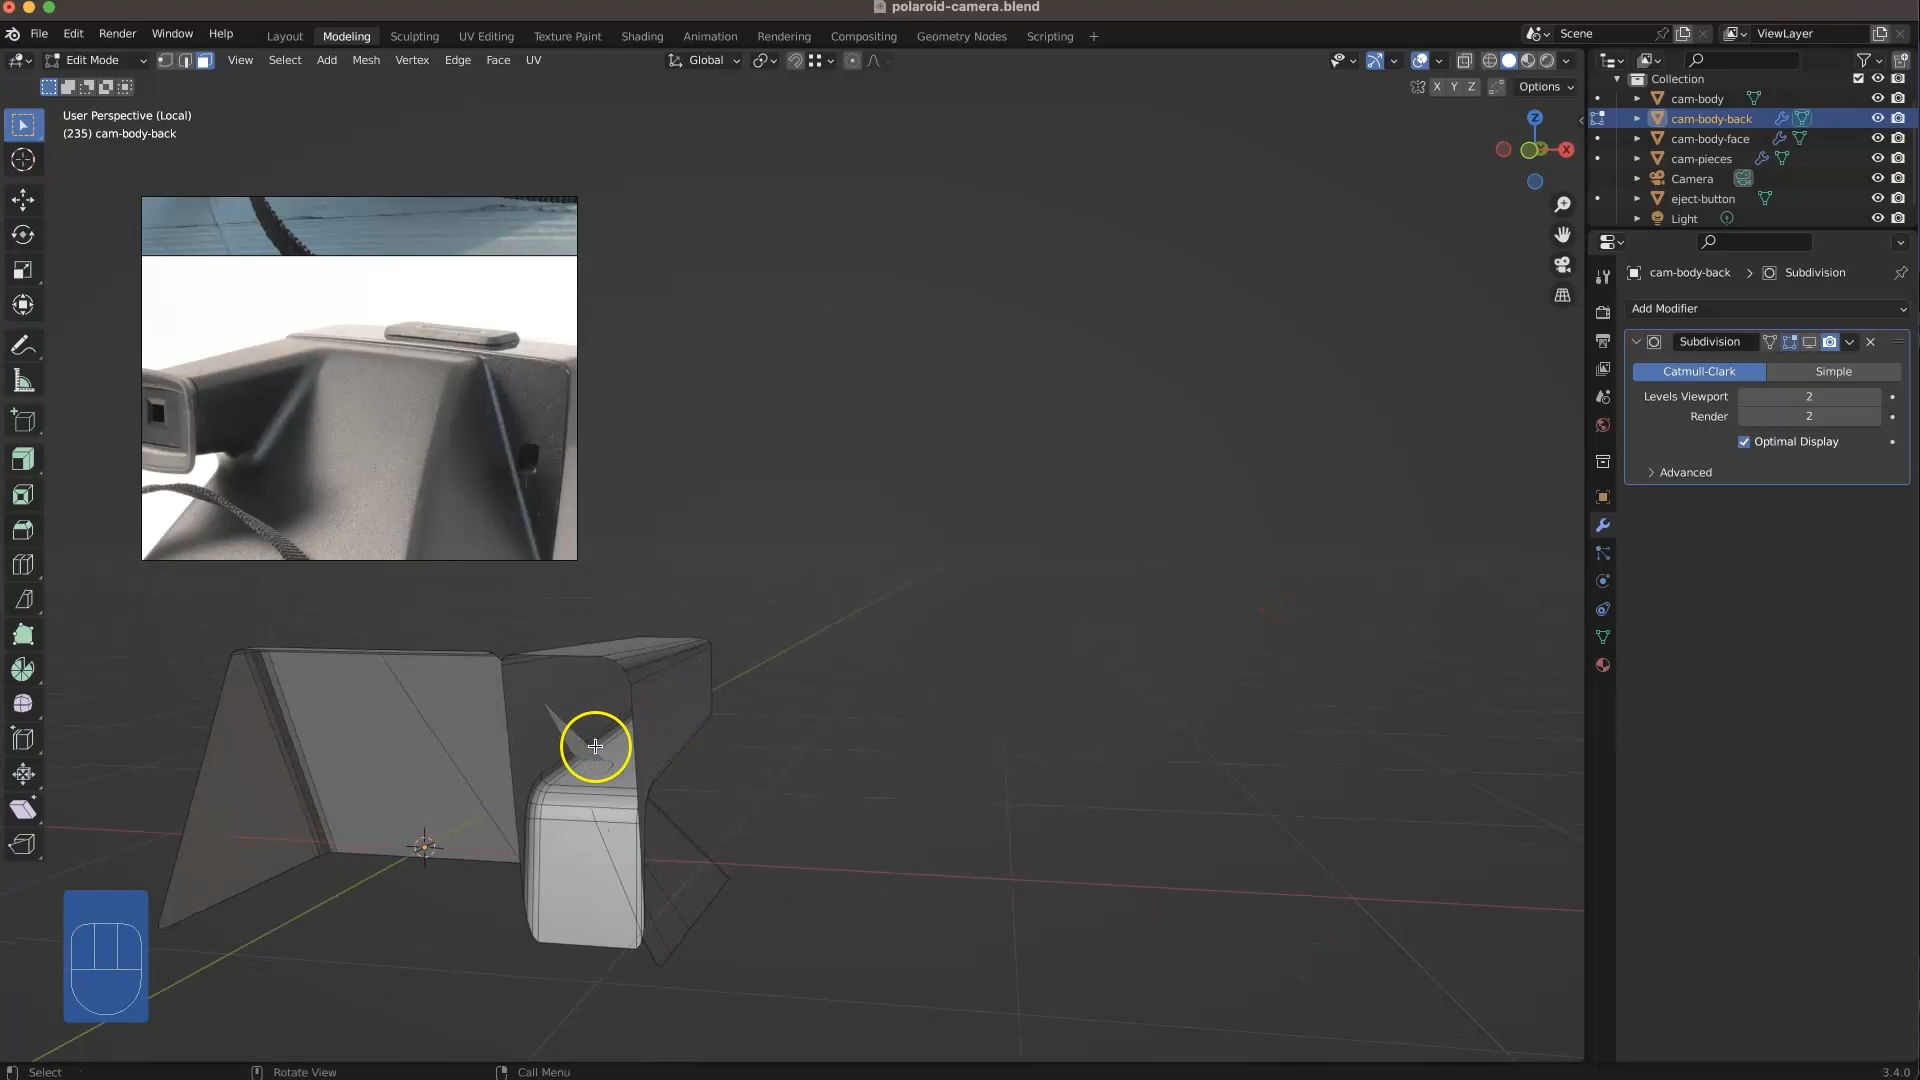 polaroid-camera.blend
File Edit Render Window Help Layout Modeling Sculpting UV Editing Texture Paint Shading Animation Rendering Compositing Geometry Nodes Scripting + Scene ViewLayer
Edit Mode View Select Add Mesh Vertex Edge Face UV Global
X Y Z Options
Collection
cam-body
cam-body-back
cam-body-face
cam-pieces
Camera
eject-button
Light
User Perspective (Local)
(235) cam-body-back
Z
X
cam-body-back > Subdivision
Add Modifier
Subdivision
Catmull-Clark Simple
Levels Viewport 2
Render 2
Optimal Display
Advanced
Select Rotate View Call Menu 3.4.0